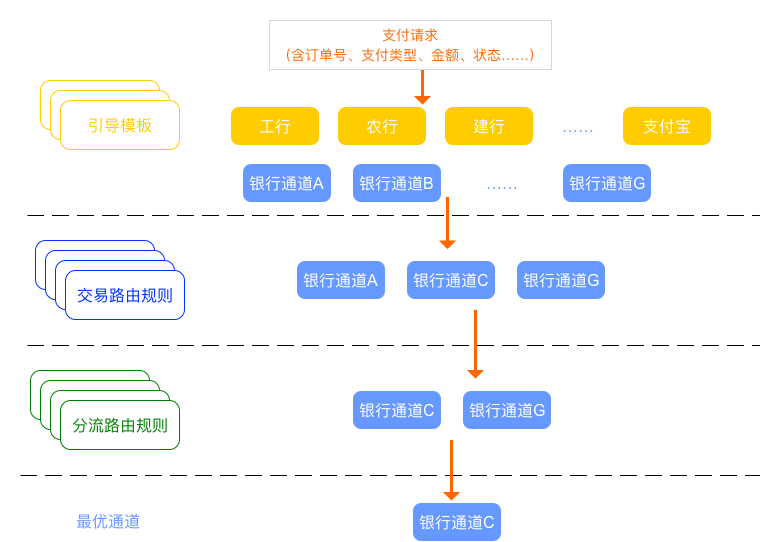 支付请求
(含订单号、支付类型、金额、状态……)
引导模板
工行
农行
建行
……
支付宝
银行通道A
银行通道B
……
银行通道G
交易路由规则
银行通道A
银行通道C
银行通道G
分流路由规则
银行通道C
银行通道G
最优通道
银行通道C